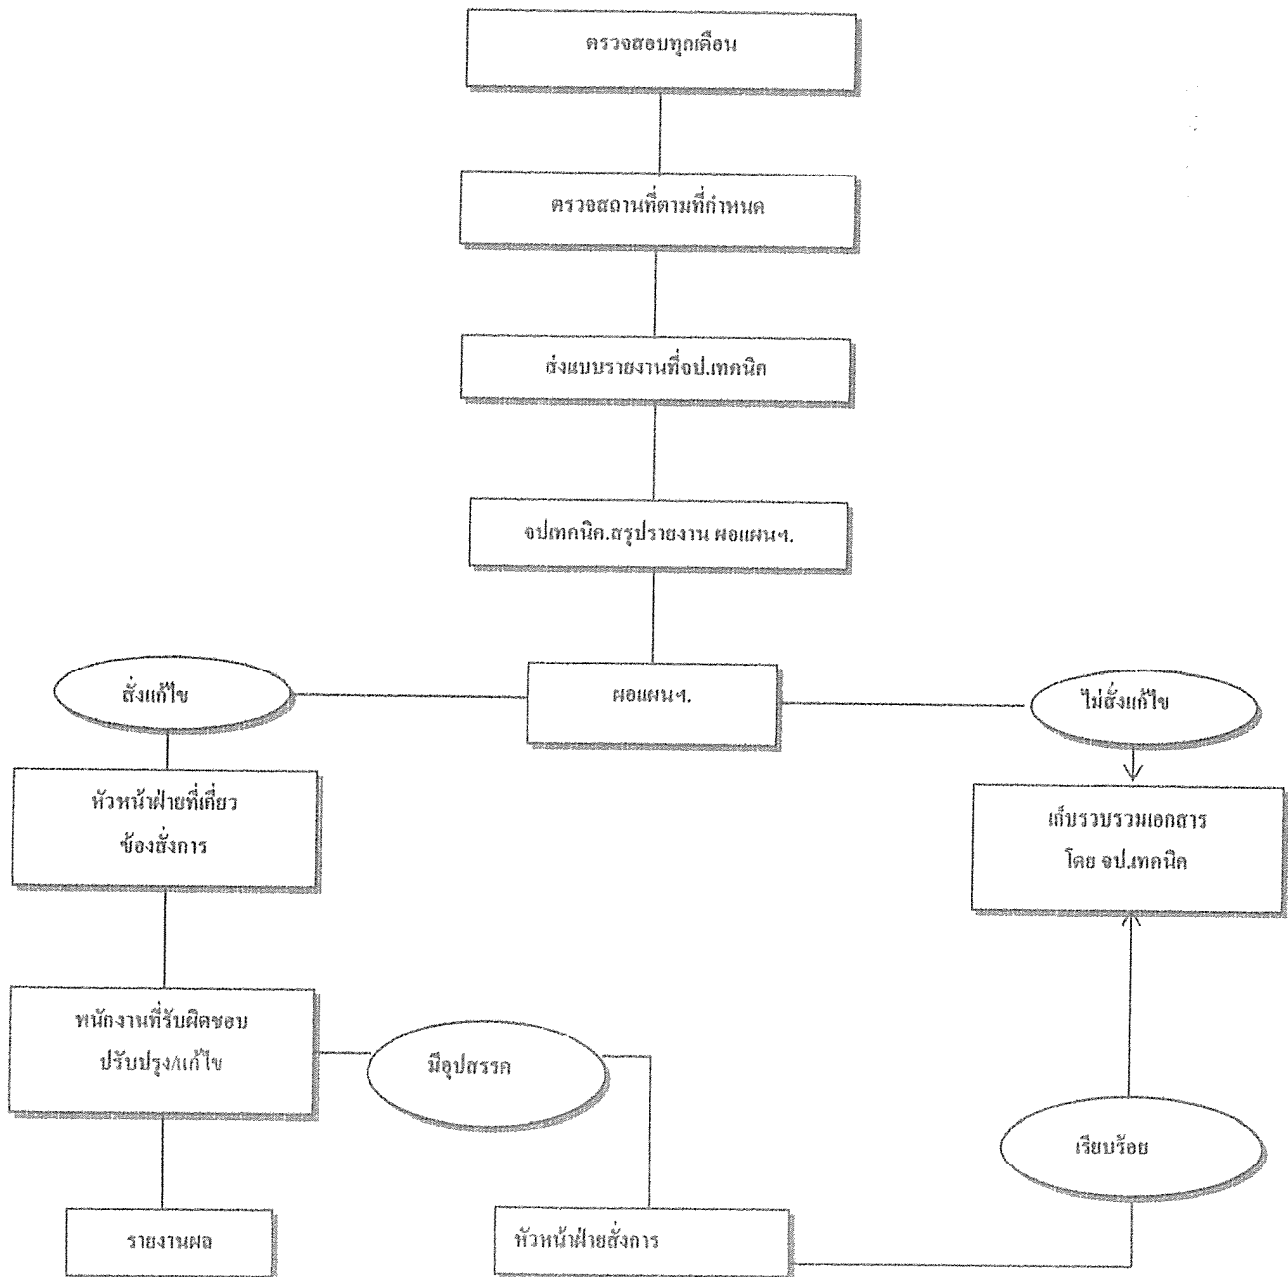 ตรวจสอบทุกเดือน
ตรวจสถานที่ตามที่กำหนด
ส่งแบบรายงานที่จป.เทคนิค
จปเทคนิค.สรุปรายงาน ผอแผนฯ.
สั่งแก้ไข
ผอแผนฯ.
ไม่สั่งแก้ไข
หัวหน้าฝ่ายที่เกี่ยว
ข้องสั่งการ
เก็บรวบรวมเอกสาร
โดย จป.เทคนิค
พนักงานที่รับผิดชอบ
ปรับปรุง/แก้ไข
มีอุปสรรค
เรียบร้อย
รายงานผล
หัวหน้าฝ่ายสั่งการ